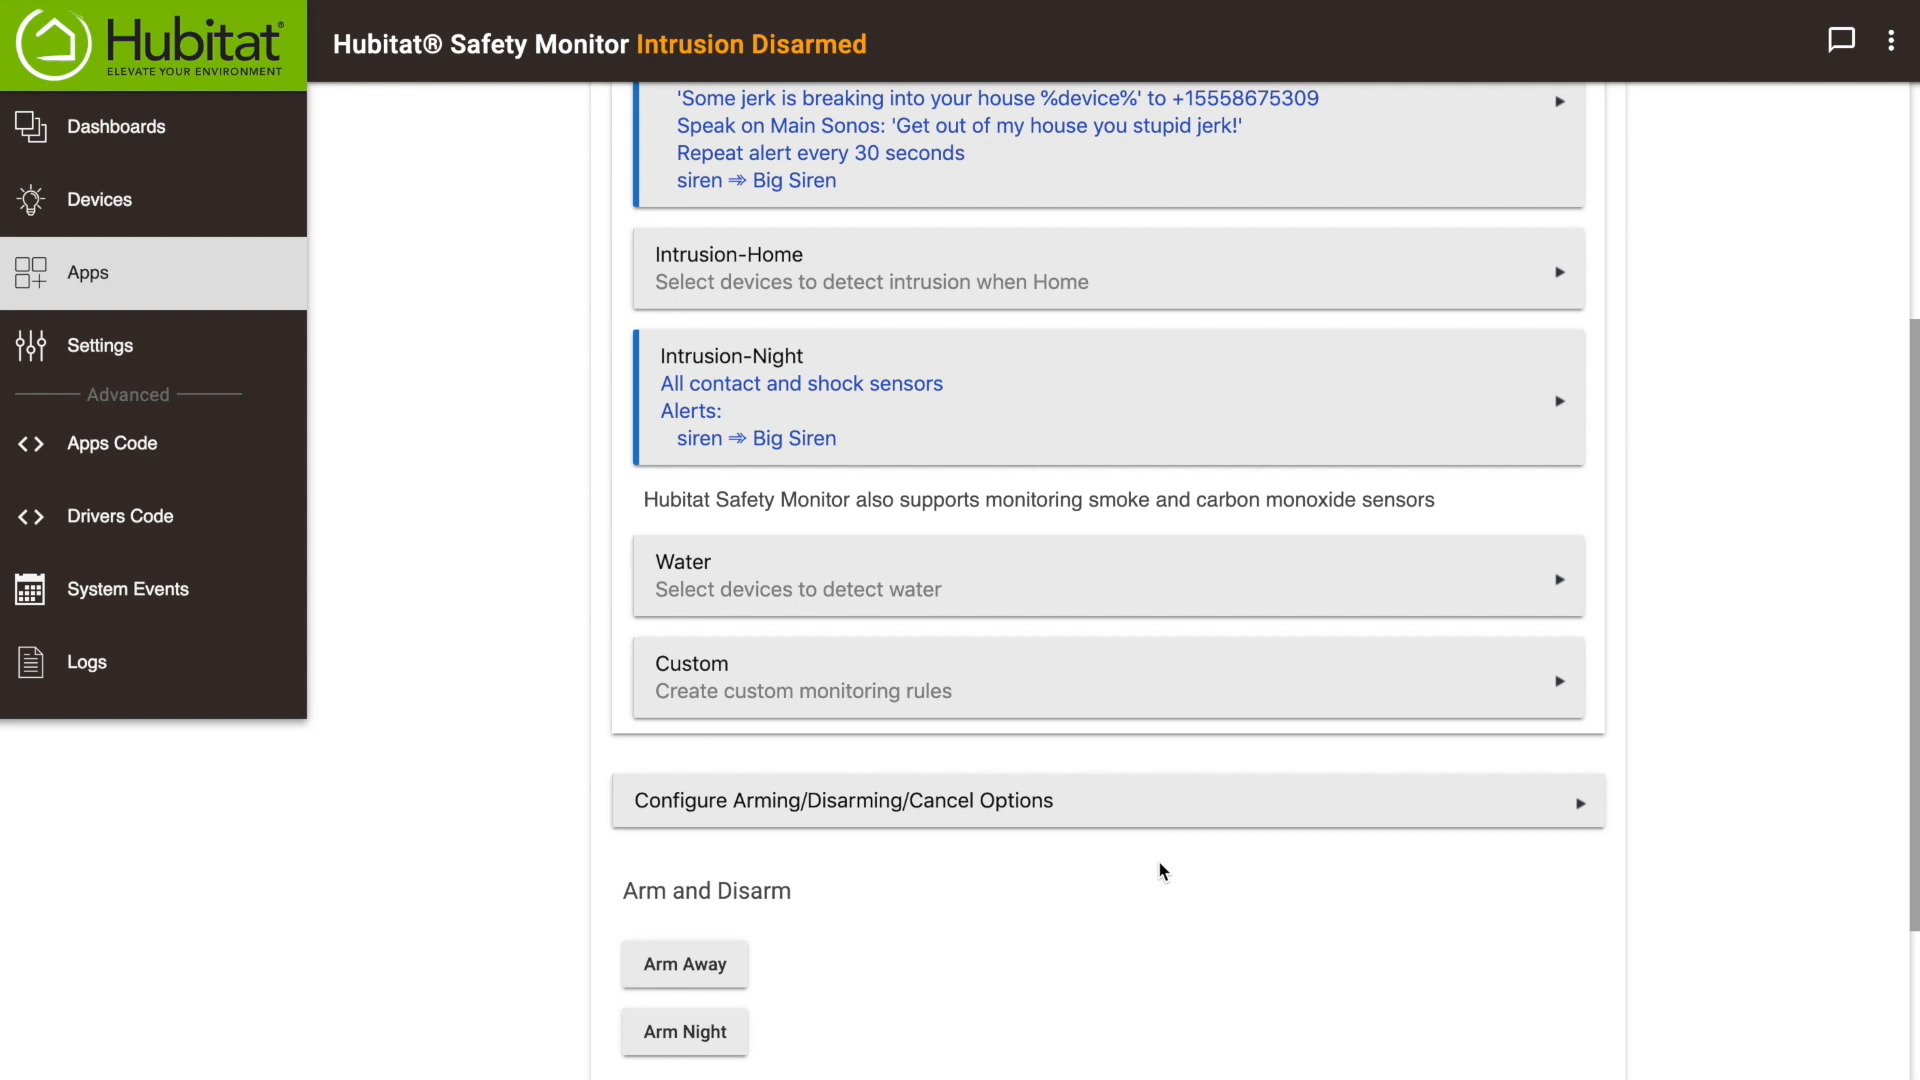 Hubitat®
ELEVATE YOUR ENVIRONMENT
Hubitat® Safety Monitor Intrusion Disarmed
Dashboards
Devices
Apps
Settings
Advanced
Apps Code
Drivers Code
System Events
Logs
'Some jerk is breaking into your house %device%' to +15558675309
Speak on Main Sonos: 'Get out of my house you stupid jerk!'
Repeat alert every 30 seconds
siren ⇛ Big Siren
Intrusion-Home
Select devices to detect intrusion when Home
Intrusion-Night
All contact and shock sensors
Alerts:
siren ⇛ Big Siren
Hubitat Safety Monitor also supports monitoring smoke and carbon monoxide sensors
Water
Select devices to detect water
Custom
Create custom monitoring rules
Configure Arming/Disarming/Cancel Options
Arm and Disarm
Arm Away
Arm Night